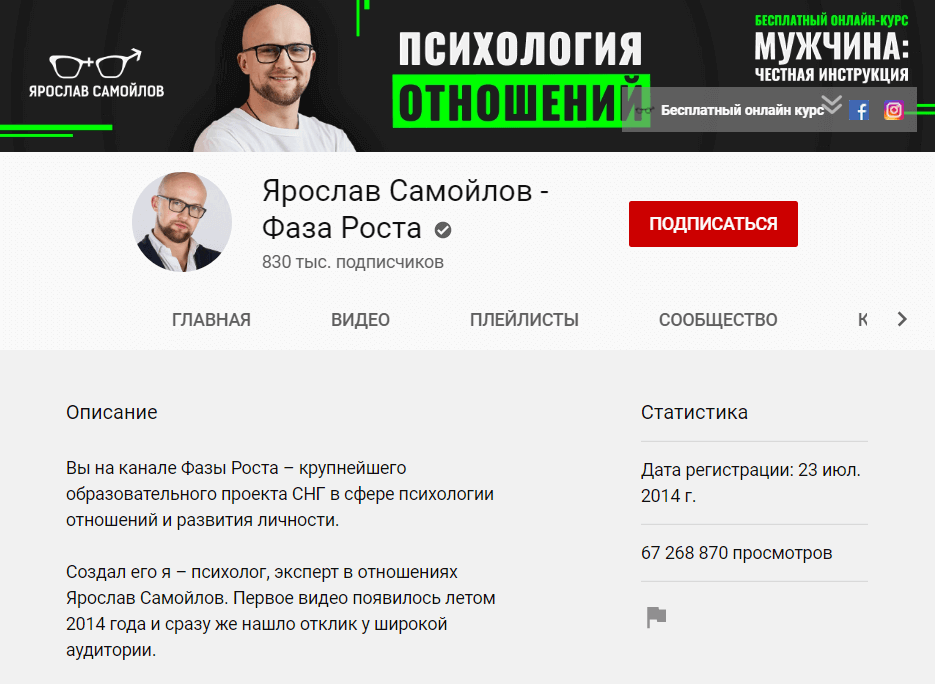 ЯРОСЛАВ САМОЙЛОВ
ПСИХОЛОГИЯ
ОТНОШЕНИЙ
БЕСПЛАТНЫЙ ОНЛАЙН-КУРС
МУЖЧИНА:
ЧЕСТНАЯ ИНСТРУКЦИЯ
Бесплатный онлайн курс
Ярослав Самойлов -
Фаза Роста
830 тыс. подписчиков
ПОДПИСАТЬСЯ
ГЛАВНАЯ ВИДЕО ПЛЕЙЛИСТЫ СООБЩЕСТВО К
Описание
Вы на канале Фазы Роста – крупнейшего
образовательного проекта СНГ в сфере психологии
отношений и развития личности.
Создал его я – психолог, эксперт в отношениях
Ярослав Самойлов. Первое видео появилось летом
2014 года и сразу же нашло отклик у широкой
аудитории.
Статистика
Дата регистрации: 23 июл.
2014 г.
67 268 870 просмотров